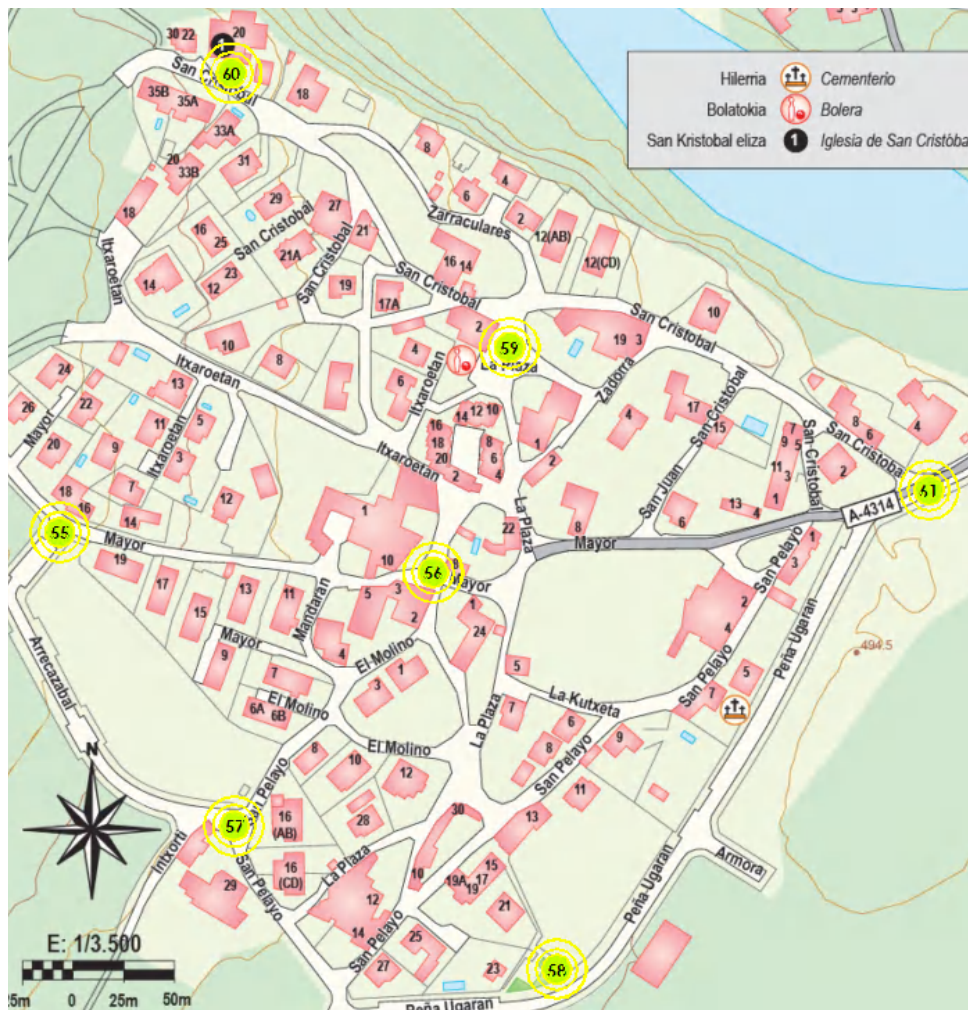 30 22
20
1
60
San Cristobal
18
35B
35A
33A
20
33B
31
18
8
6
4
2
Zarraculares
12(AB)
12(CD)
Hilerria Cementerio
Bolatokia Bolera
San Kristobal eliza 1 Iglesia de San Cristóba
16
25
29
San Cristobal
27
21
21A
23
12
San Cristobal
19
17A
16 14
San Cristobal
Itxaroetan
14
10
8
Itxaroetan
2
59
La Plaza
4
6
Itxaroetan
19 3
San Cristobal
10
Zadorra
24
26
22
Mayor
20
13
11
9
5
3
7
Itxaroetan
14
12
18
16
55
Itxaroetan
14 12 10
16
18
20
8
6
4
2
1
2
4
17
15
San Cristobal
San Juan
6
7
9 5
11
3
1
13 4
San Cristobal
2
8
6
4
San Cristoba
61
A-4314
La Plaza
8
22
Mayor
Mayor
19
17
15
13
11
Mandaran
1
10
56
Mayor
5
3
2
4
1
24
El Molino
Mayor
9
7
3
1
El Molino
6A 6B
El Molino
5
La Kutxeta
La Plaza
7
6
8
San Pelayo
9
11
San Pelayo
1
3
2
4
San Pelayo
5
7
Peña Ugaran
494.5
Arrecazabal
N
8
10
12
28
16
(AB)
57
San Pelayo
Intxorti
29
16
(CD)
La Plaza
30
10
13
15
17
19
19A
21
12
14
San Pelayo
25
27
23
58
Peña Ugaran
Armora
Peña Ugaran
E: 1/3.500
25m 0 25m 50m